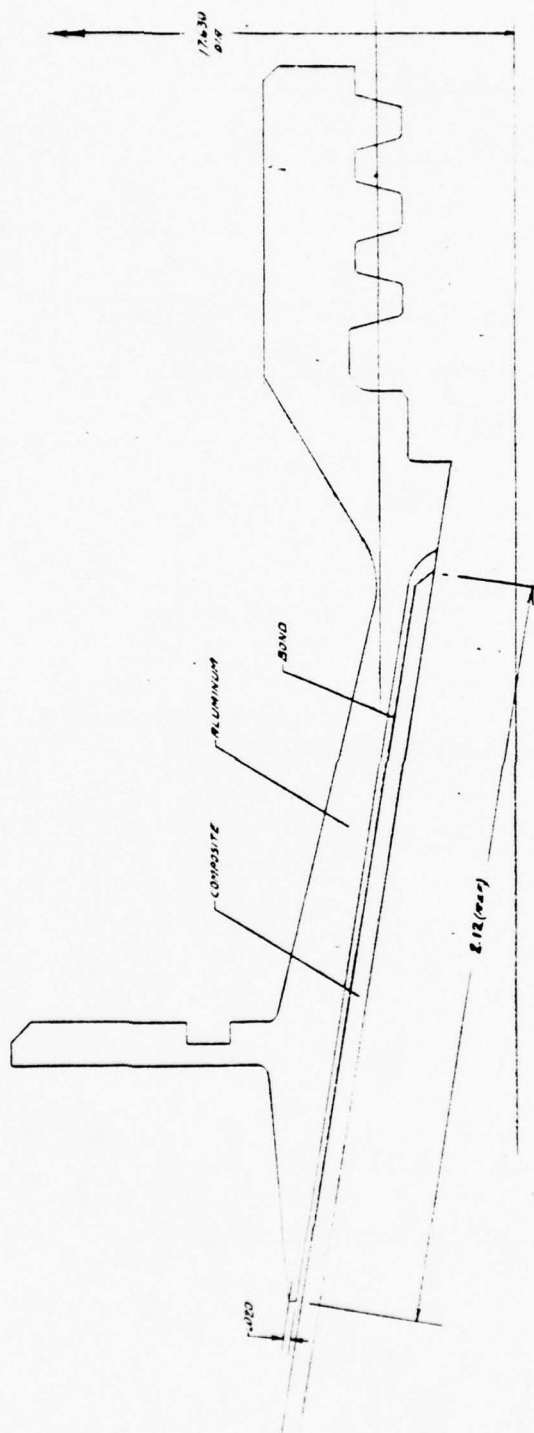 17.630
DIA
BOND
ALUMINUM
COMPOSITE
2.12 (REF)
.020